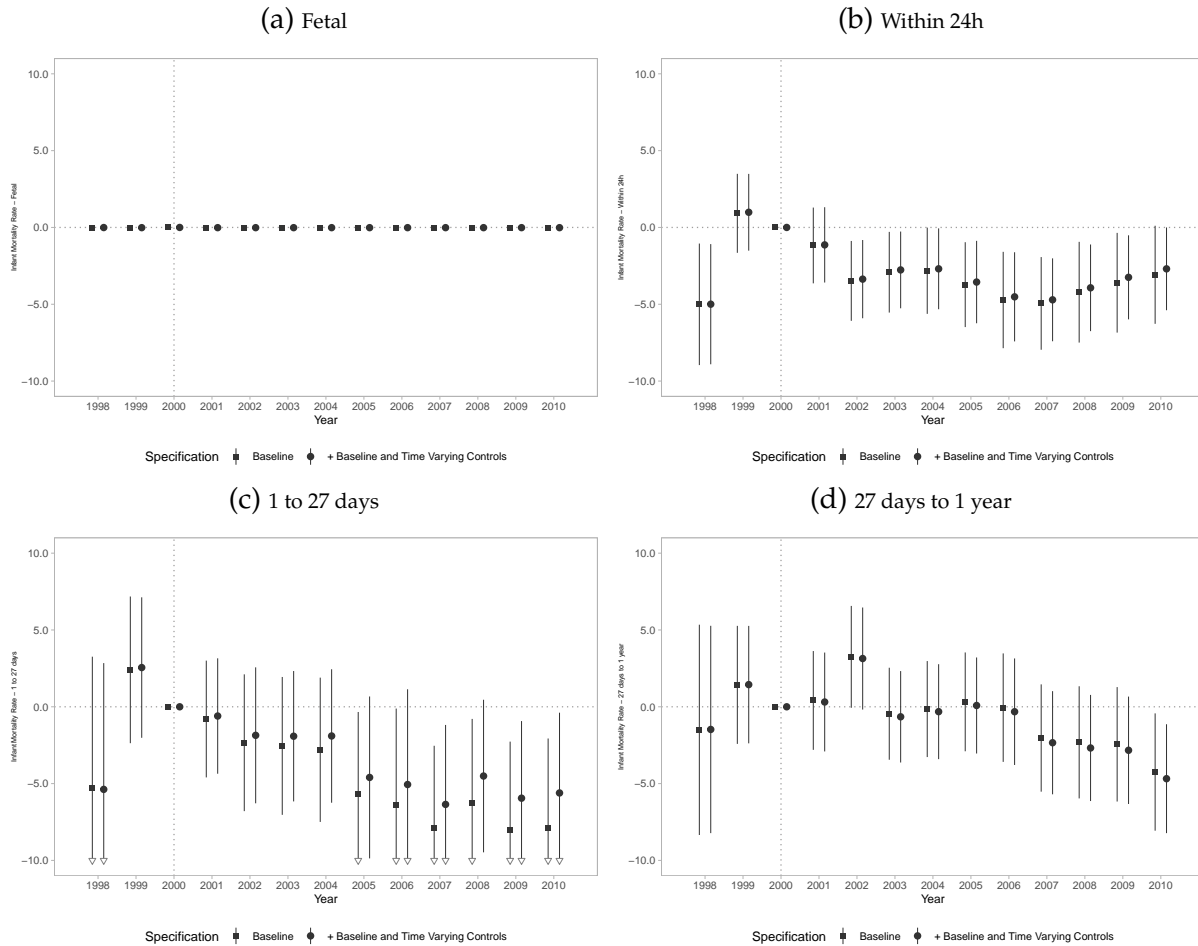 (a) Fetal
10.0
5.0
0.0
−5.0
−10.0
Infant Mortality Rate − Fetal
1998 1999 2000 2001 2002 2003 2004 2005 2006 2007 2008 2009 2010
Year
Specification Baseline + Baseline and Time Varying Controls
(b) Within 24h
10.0
5.0
0.0
−5.0
−10.0
Infant Mortality Rate − Within 24h
1998 1999 2000 2001 2002 2003 2004 2005 2006 2007 2008 2009 2010
Year
Specification Baseline + Baseline and Time Varying Controls
(c) 1 to 27 days
10.0
5.0
0.0
−5.0
−10.0
Infant Mortality Rate − 1 to 27 days
1998 1999 2000 2001 2002 2003 2004 2005 2006 2007 2008 2009 2010
Year
Specification Baseline + Baseline and Time Varying Controls
(d) 27 days to 1 year
10.0
5.0
0.0
−5.0
−10.0
Infant Mortality Rate − 27 days to 1 year
1998 1999 2000 2001 2002 2003 2004 2005 2006 2007 2008 2009 2010
Year
Specification Baseline + Baseline and Time Varying Controls